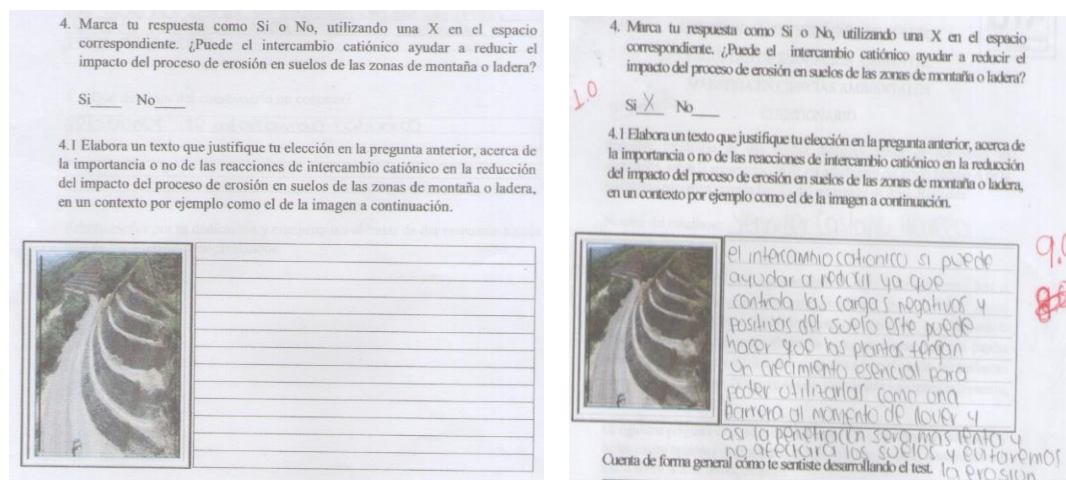 4. Marca tu respuesta como Si o No, utilizando una X en el espacio
correspondiente. ¿Puede el intercambio catiónico ayudar a reducir el
impacto del proceso de erosión en suelos de las zonas de montaña o ladera?
Si____ No____
4.1 Elabora un texto que justifique tu elección en la pregunta anterior, acerca de
la importancia o no de las reacciones de intercambio catiónico en la reducción
del impacto del proceso de erosión en suelos de las zonas de montaña o ladera,
en un contexto por ejemplo como el de la imagen a continuación.
4. Marca tu respuesta como Si o No, utilizando una X en el espacio
correspondiente. ¿Puede el intercambio catiónico ayudar a reducir el
impacto del proceso de erosión en suelos de las zonas de montaña o ladera?
1.0
Si X No____
4.1 Elabora un texto que justifique tu elección en la pregunta anterior, acerca de
la importancia o no de las reacciones de intercambio catiónico en la reducción
del impacto del proceso de erosión en suelos de las zonas de montaña o ladera,
en un contexto por ejemplo como el de la imagen a continuación.
el intercambio cationico si puede
ayudar a reducir ya que
controla las cargas negativas y
positivas del suelo este puede
hacer que las plantas tengan
un crecimiento esencial para
poder utilizarlas como una
barrera al momento de llover y
asi la penetración sera mas lenta y
no afectara los suelos y evitaremos
la erosion
Cuenta de forma general cómo te sentiste desarrollando el test.